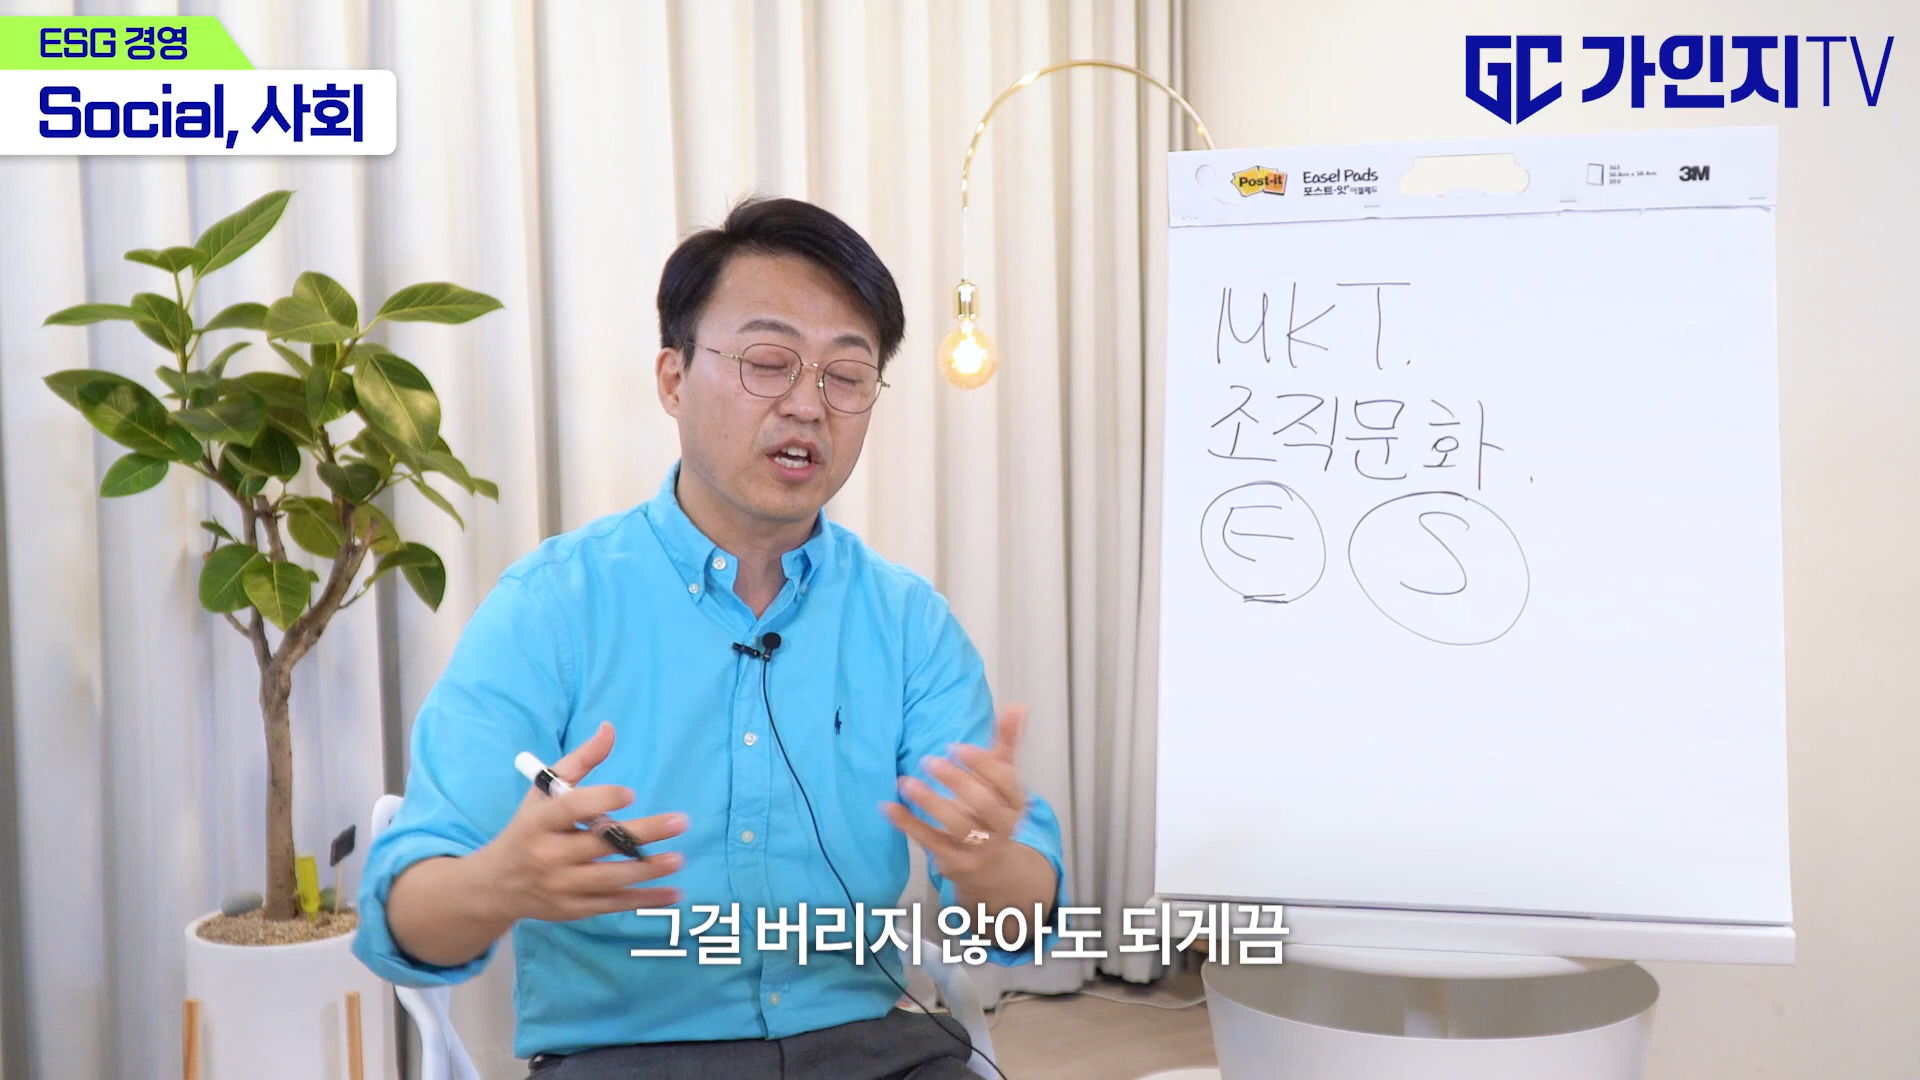 ESG 경영
Social, 사회
GC 가인지TV
Post-it
Easel Pads
포스트-잇 이젤패드
3M
MKT.
조직문화.
E S
그걸 버리지 않아도 되게끔